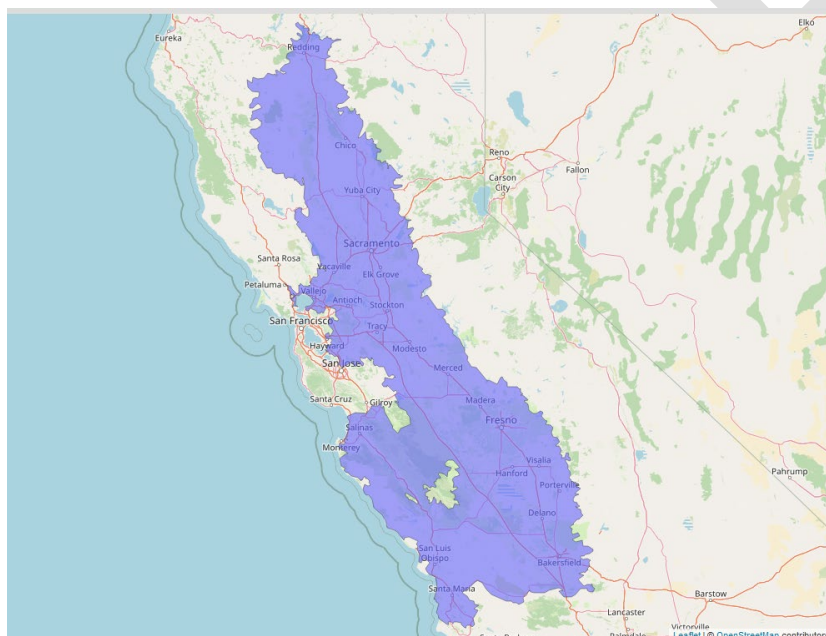 Eureka
Redding
Elko
Chico
Reno
Fallon
Carson
City
Yuba City
Sacramento
Santa Rosa
Vacaville
Elk Grove
Petaluma
Vallejo
Antioch
Stockton
San Francisco
Tracy
Hayward
Modesto
San Jose
Merced
Santa Cruz
Gilroy
Madera
Salinas
Fresno
Monterey
Visalia
Hanford
Pahrump
Porterville
Delano
San Luis
Obispo
Bakersfield
Santa Maria
Barstow
Lancaster
Victorville
Leaflet | © OpenStreetMap contributors